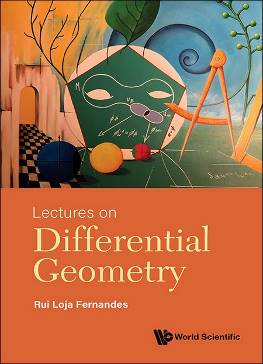 Lectures on
Differential
Geometry
Rui Loja Fernandes
World Scientific